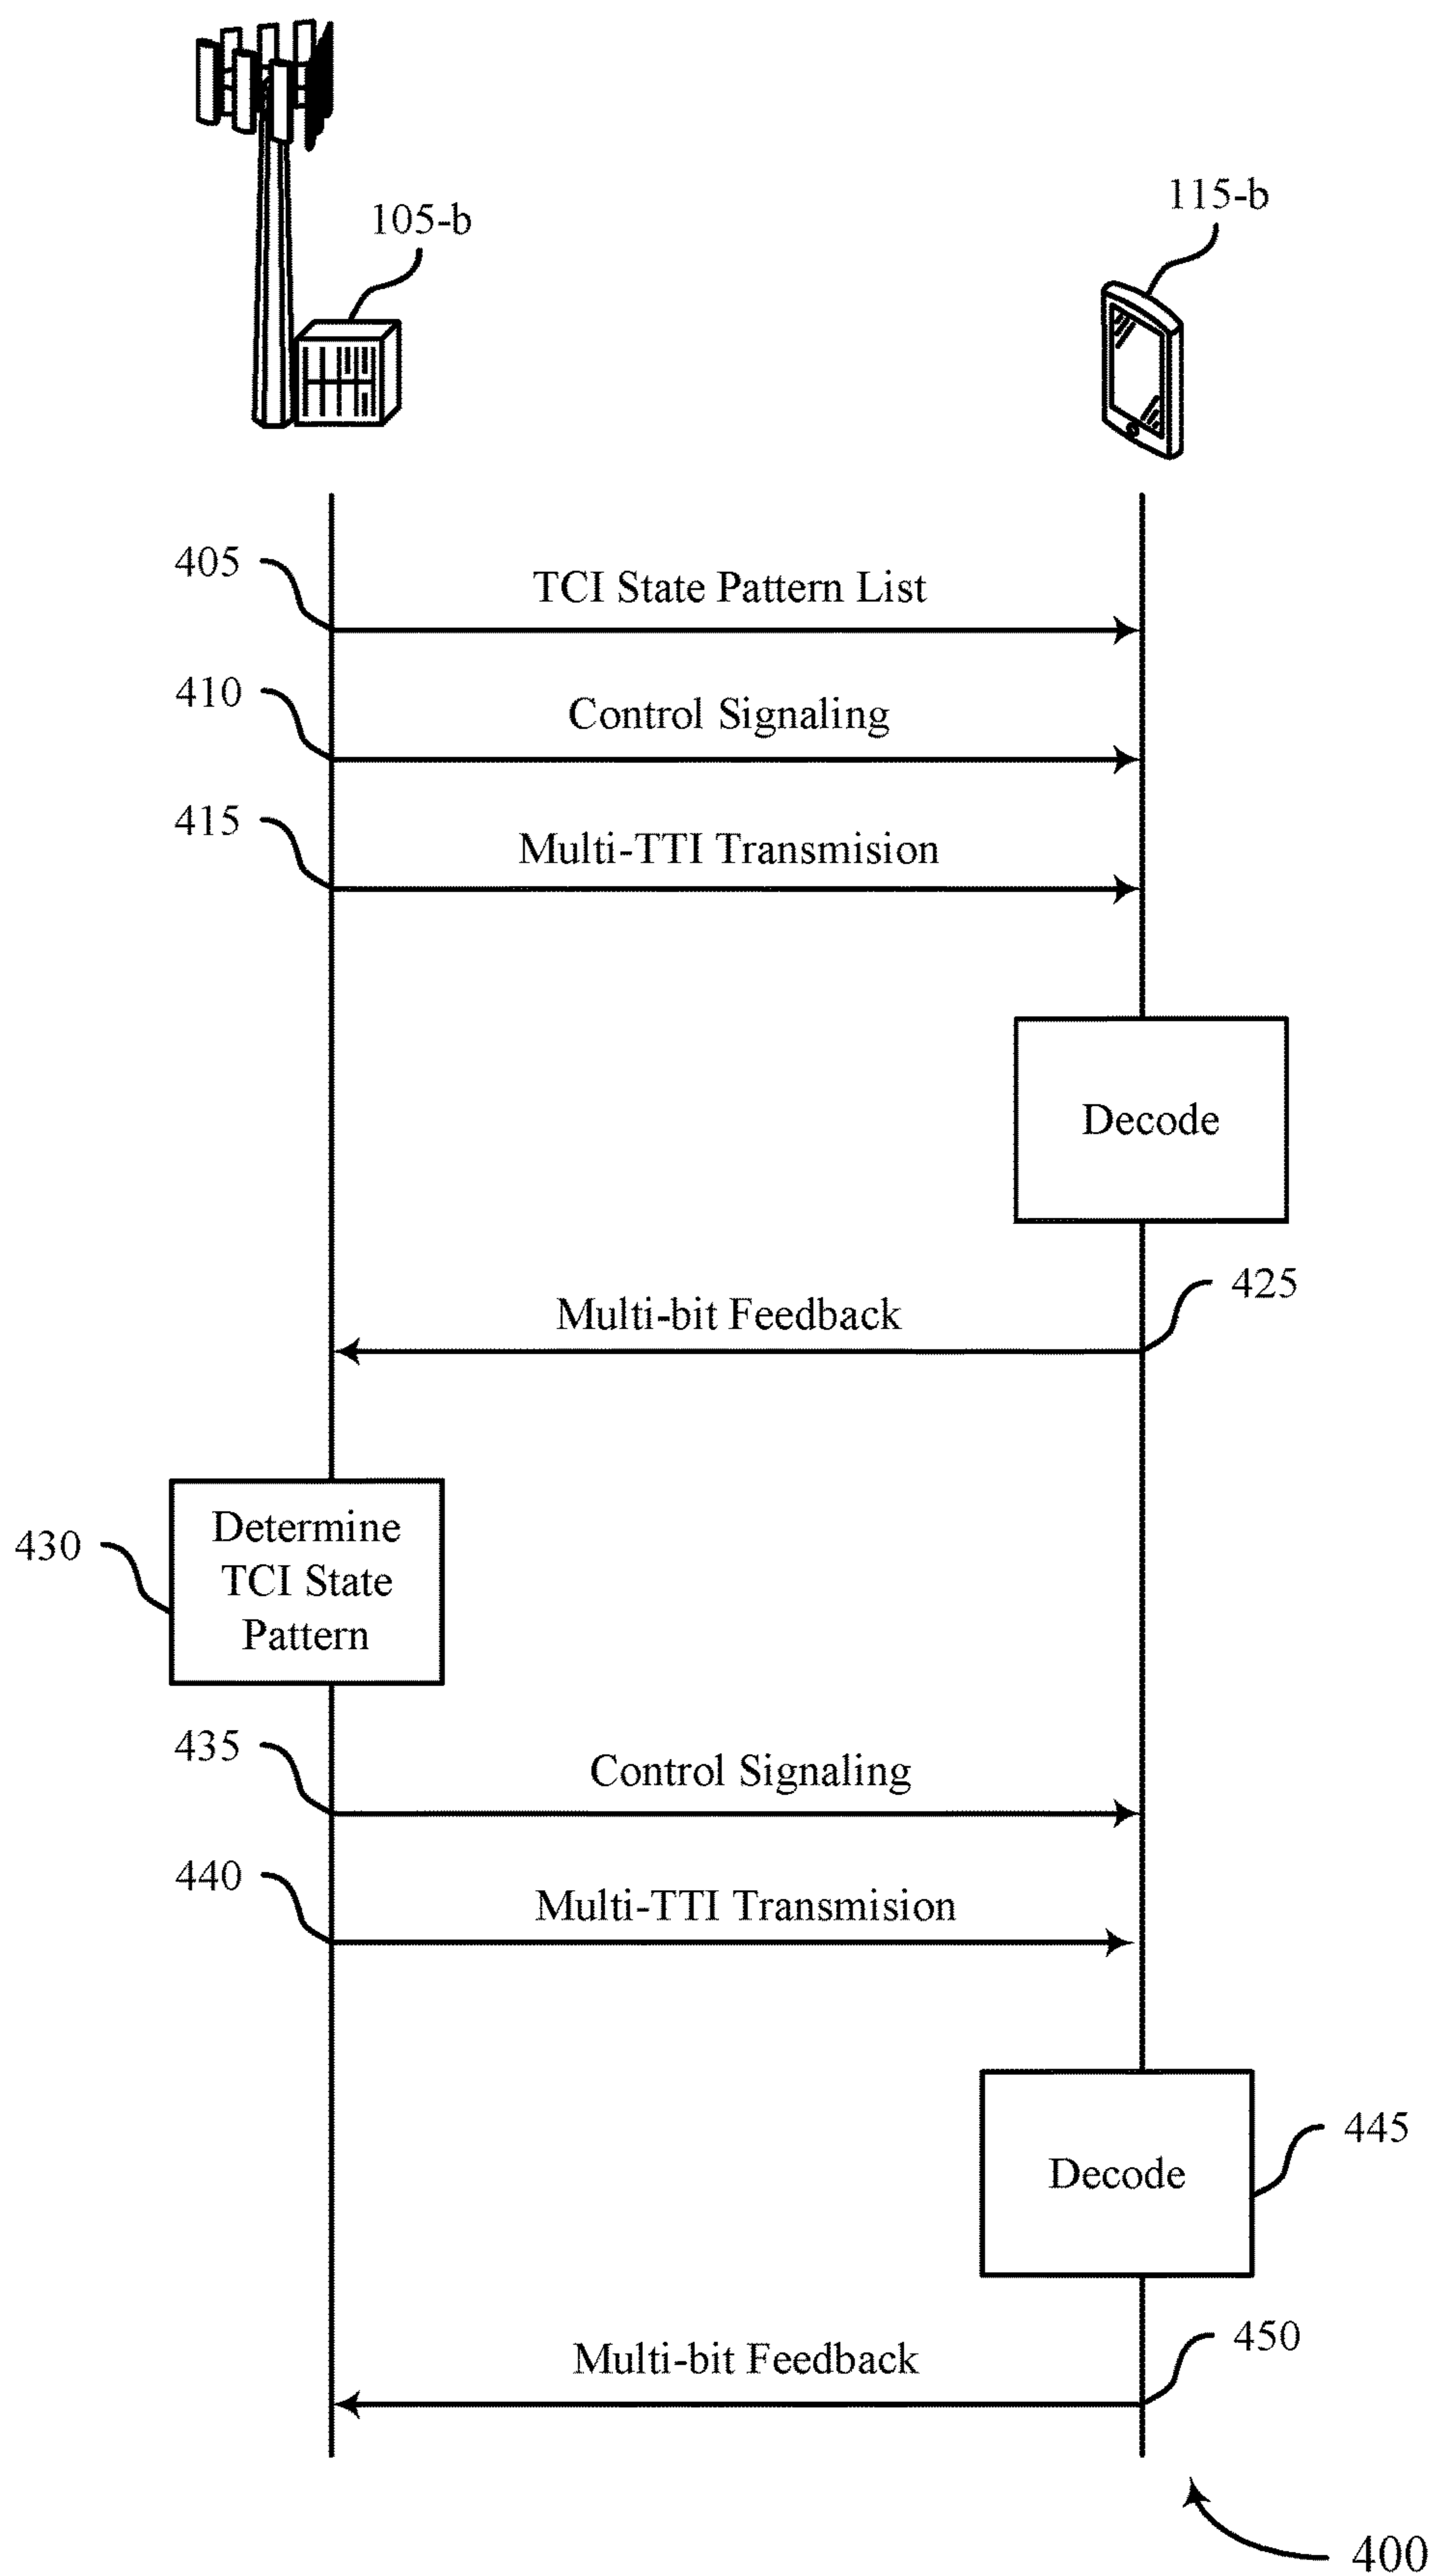 105-b
115-b
405
TCI State Pattern List
410
Control Signaling
415
Multi-TTI Transmision
Decode
425
Multi-bit Feedback
430
Determine
TCI State
Pattern
435
Control Signaling
440
Multi-TTI Transmision
445
Decode
450
Multi-bit Feedback
400